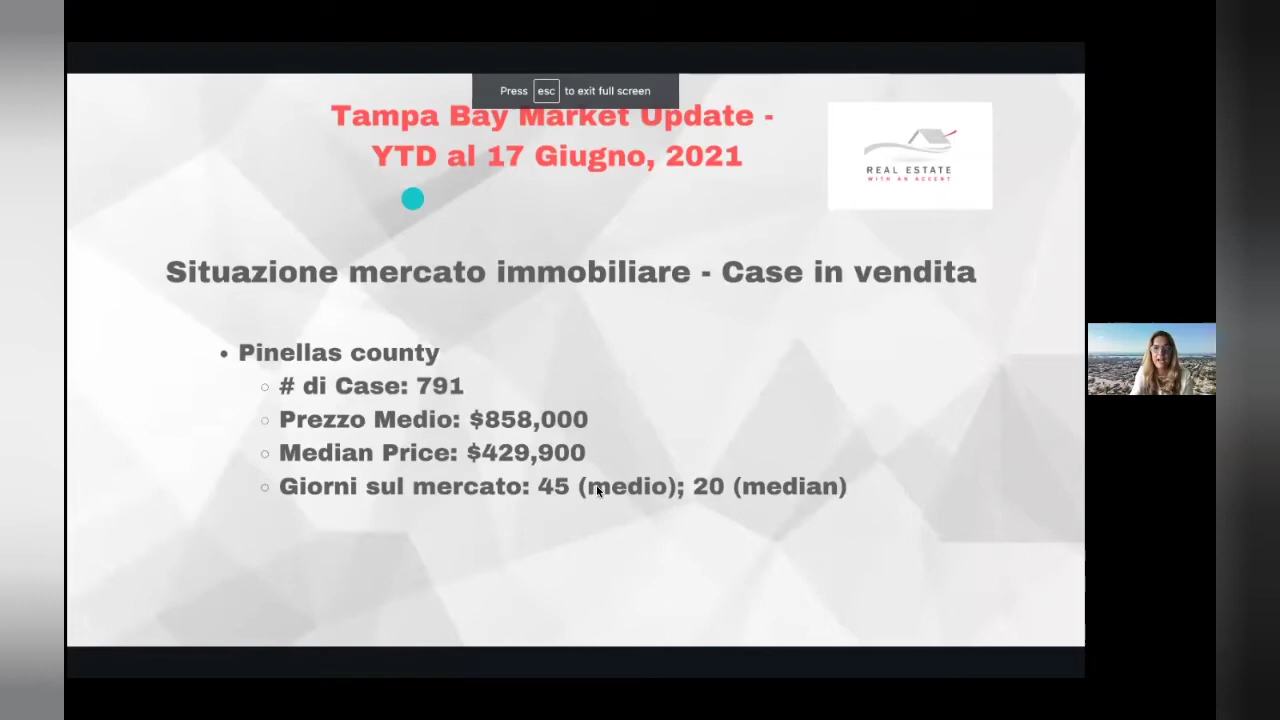 Press esc to exit full screen
Tampa Bay Market Update -
YTD al 17 Giugno, 2021
REAL ESTATE
WITH AN ACCENT
Situazione mercato immobiliare - Case in vendita
• Pinellas county
○ # di Case: 791
○ Prezzo Medio: $858,000
○ Median Price: $429,900
○ Giorni sul mercato: 45 (medio); 20 (median)